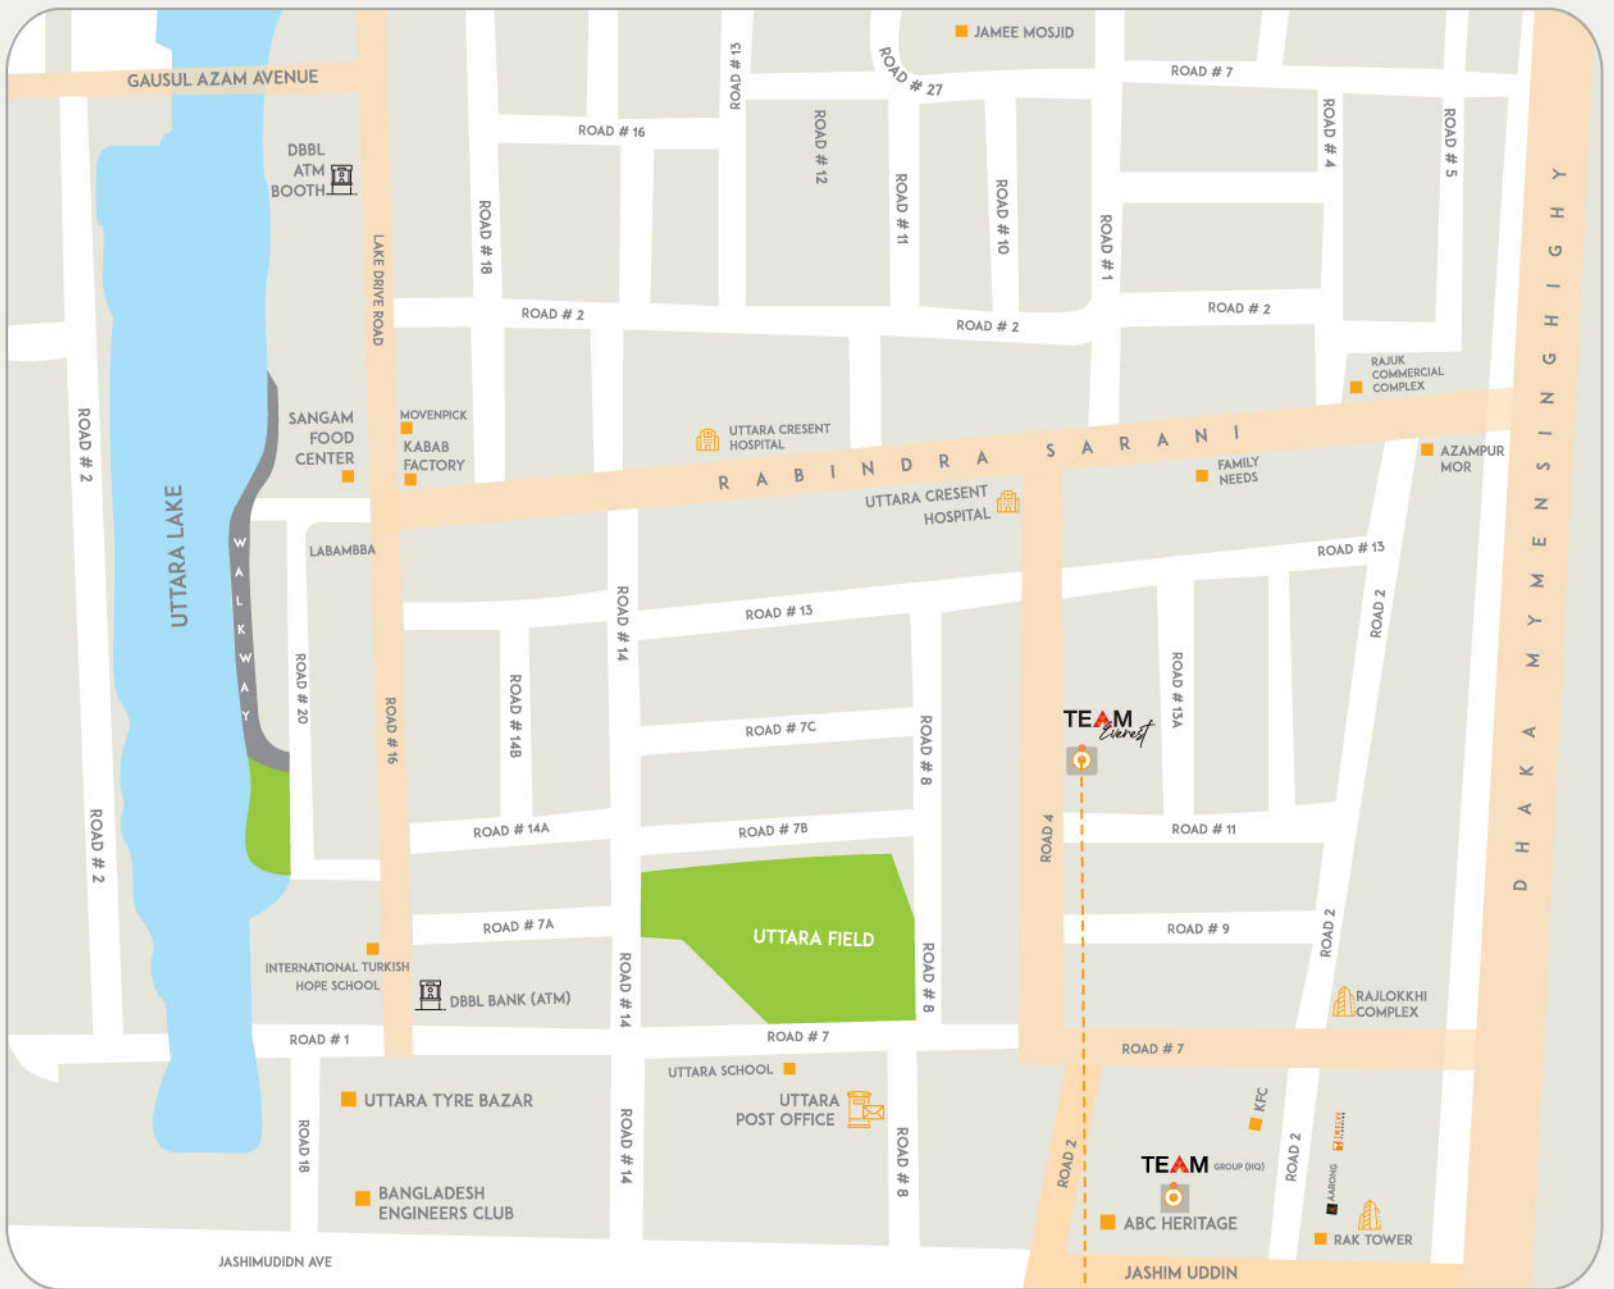 JAMEE MOSJID
ROAD # 13
ROAD # 27
ROAD # 7
GAUSUL AZAM AVENUE
ROAD # 16
ROAD # 12
ROAD # 4
ROAD # 5
DBBL
ATM
BOOTH
ROAD # 18
ROAD # 11
ROAD # 10
ROAD # 1
LAKE DRIVE ROAD
ROAD # 2
ROAD # 2
ROAD # 2
DHAKA MYMENSINGHIGHY
RAJUK
COMMERCIAL
COMPLEX
ROAD # 2
SANGAM
FOOD
CENTER
MOVENPICK
KABAB
FACTORY
UTTARA CRESENT
HOSPITAL
RABINDRA SARANI
FAMILY
NEEDS
AZAMPUR
MOR
UTTARA CRESENT
HOSPITAL
UTTARA LAKE
WALKWAY
LABAMBBA
ROAD # 13
ROAD # 14
ROAD # 13
ROAD 2
ROAD # 20
ROAD # 16
ROAD # 14B
ROAD # 7C
ROAD # 8
TEAM
Everest
ROAD # 13A
ROAD # 2
ROAD # 14A
ROAD # 7B
ROAD 4
ROAD # 11
ROAD # 7A
UTTARA FIELD
ROAD # 9
ROAD 2
INTERNATIONAL TURKISH
HOPE SCHOOL
DBBL BANK (ATM)
ROAD # 14
ROAD # 8
RAJLOKKHI
COMPLEX
ROAD # 1
ROAD # 7
ROAD # 7
UTTARA SCHOOL
UTTARA TYRE BAZAR
UTTARA
POST OFFICE
KFC
ROAD 18
ROAD # 14
ROAD # 8
ROAD 2
TEAM GROUP (HQ)
ROAD 2
AARONG
BANGLADESH
ENGINEERS CLUB
ABC HERITAGE
RAK TOWER
JASHIMUDIDN AVE
JASHIM UDDIN